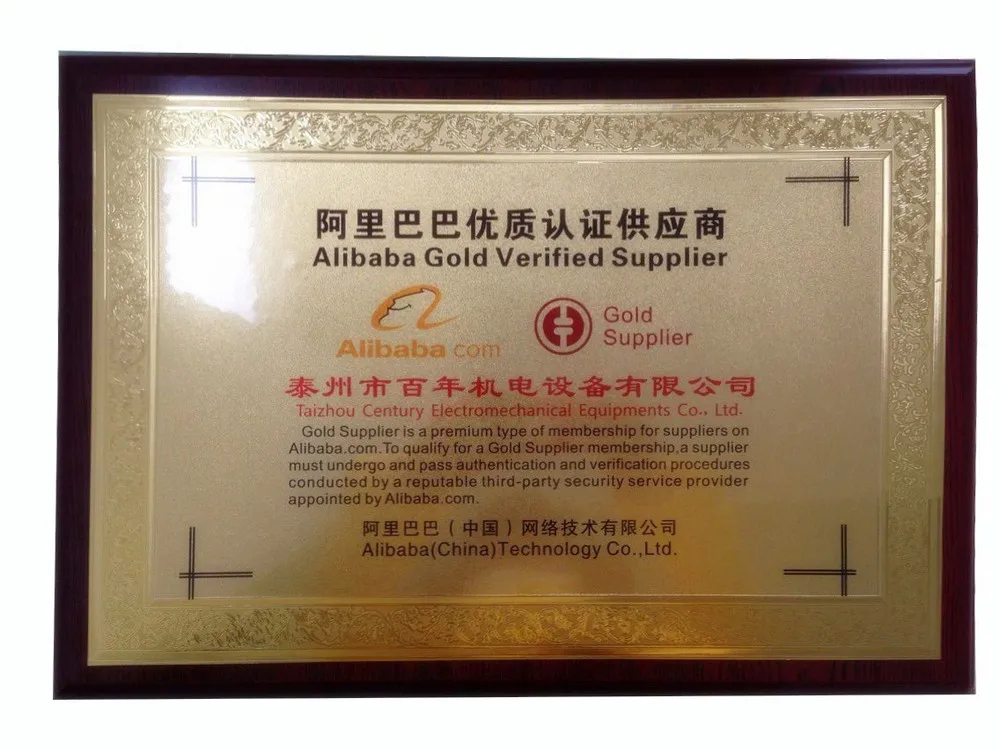 阿里巴巴优质认证供应商
Alibaba Gold Verified Supplier
Alibaba com
Gold
Supplier
泰州市百年机电设备有限公司
Taizhou Century Electromechanical Equipments Co., Ltd.
Gold Supplier is a premium type of membership for suppliers on
Alibaba.com.To qualify for a Gold Supplier membership,a supplier
must undergo and pass authentication and verification procedures
conducted by a reputable third-party security service provider
appointed by Alibaba.com.
阿里巴巴（中国）网络技术有限公司
Alibaba(China)Technology Co.,Ltd.